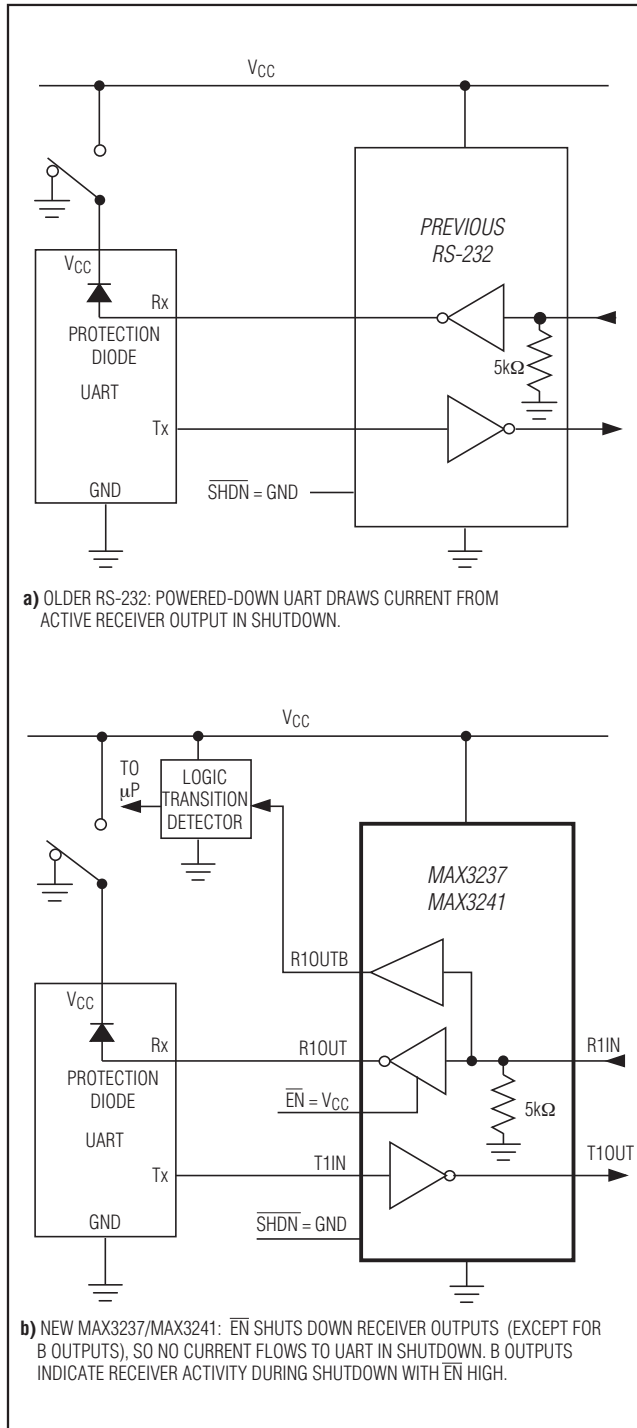 VCC
PREVIOUS
RS-232
VCC
Rx
PROTECTION
DIODE
5kΩ
UART
Tx
GND
SHDN = GND
a) OLDER RS-232: POWERED-DOWN UART DRAWS CURRENT FROM
ACTIVE RECEIVER OUTPUT IN SHUTDOWN.
VCC
TO
μP
LOGIC
TRANSITION
DETECTOR
MAX3237
MAX3241
R1OUTB
VCC
Rx
R1OUT
R1IN
PROTECTION
DIODE
EN = VCC
5kΩ
UART
Tx
T1IN
T1OUT
GND
SHDN = GND
b) NEW MAX3237/MAX3241: EN SHUTS DOWN RECEIVER OUTPUTS (EXCEPT FOR
B OUTPUTS), SO NO CURRENT FLOWS TO UART IN SHUTDOWN. B OUTPUTS
INDICATE RECEIVER ACTIVITY DURING SHUTDOWN WITH EN HIGH.